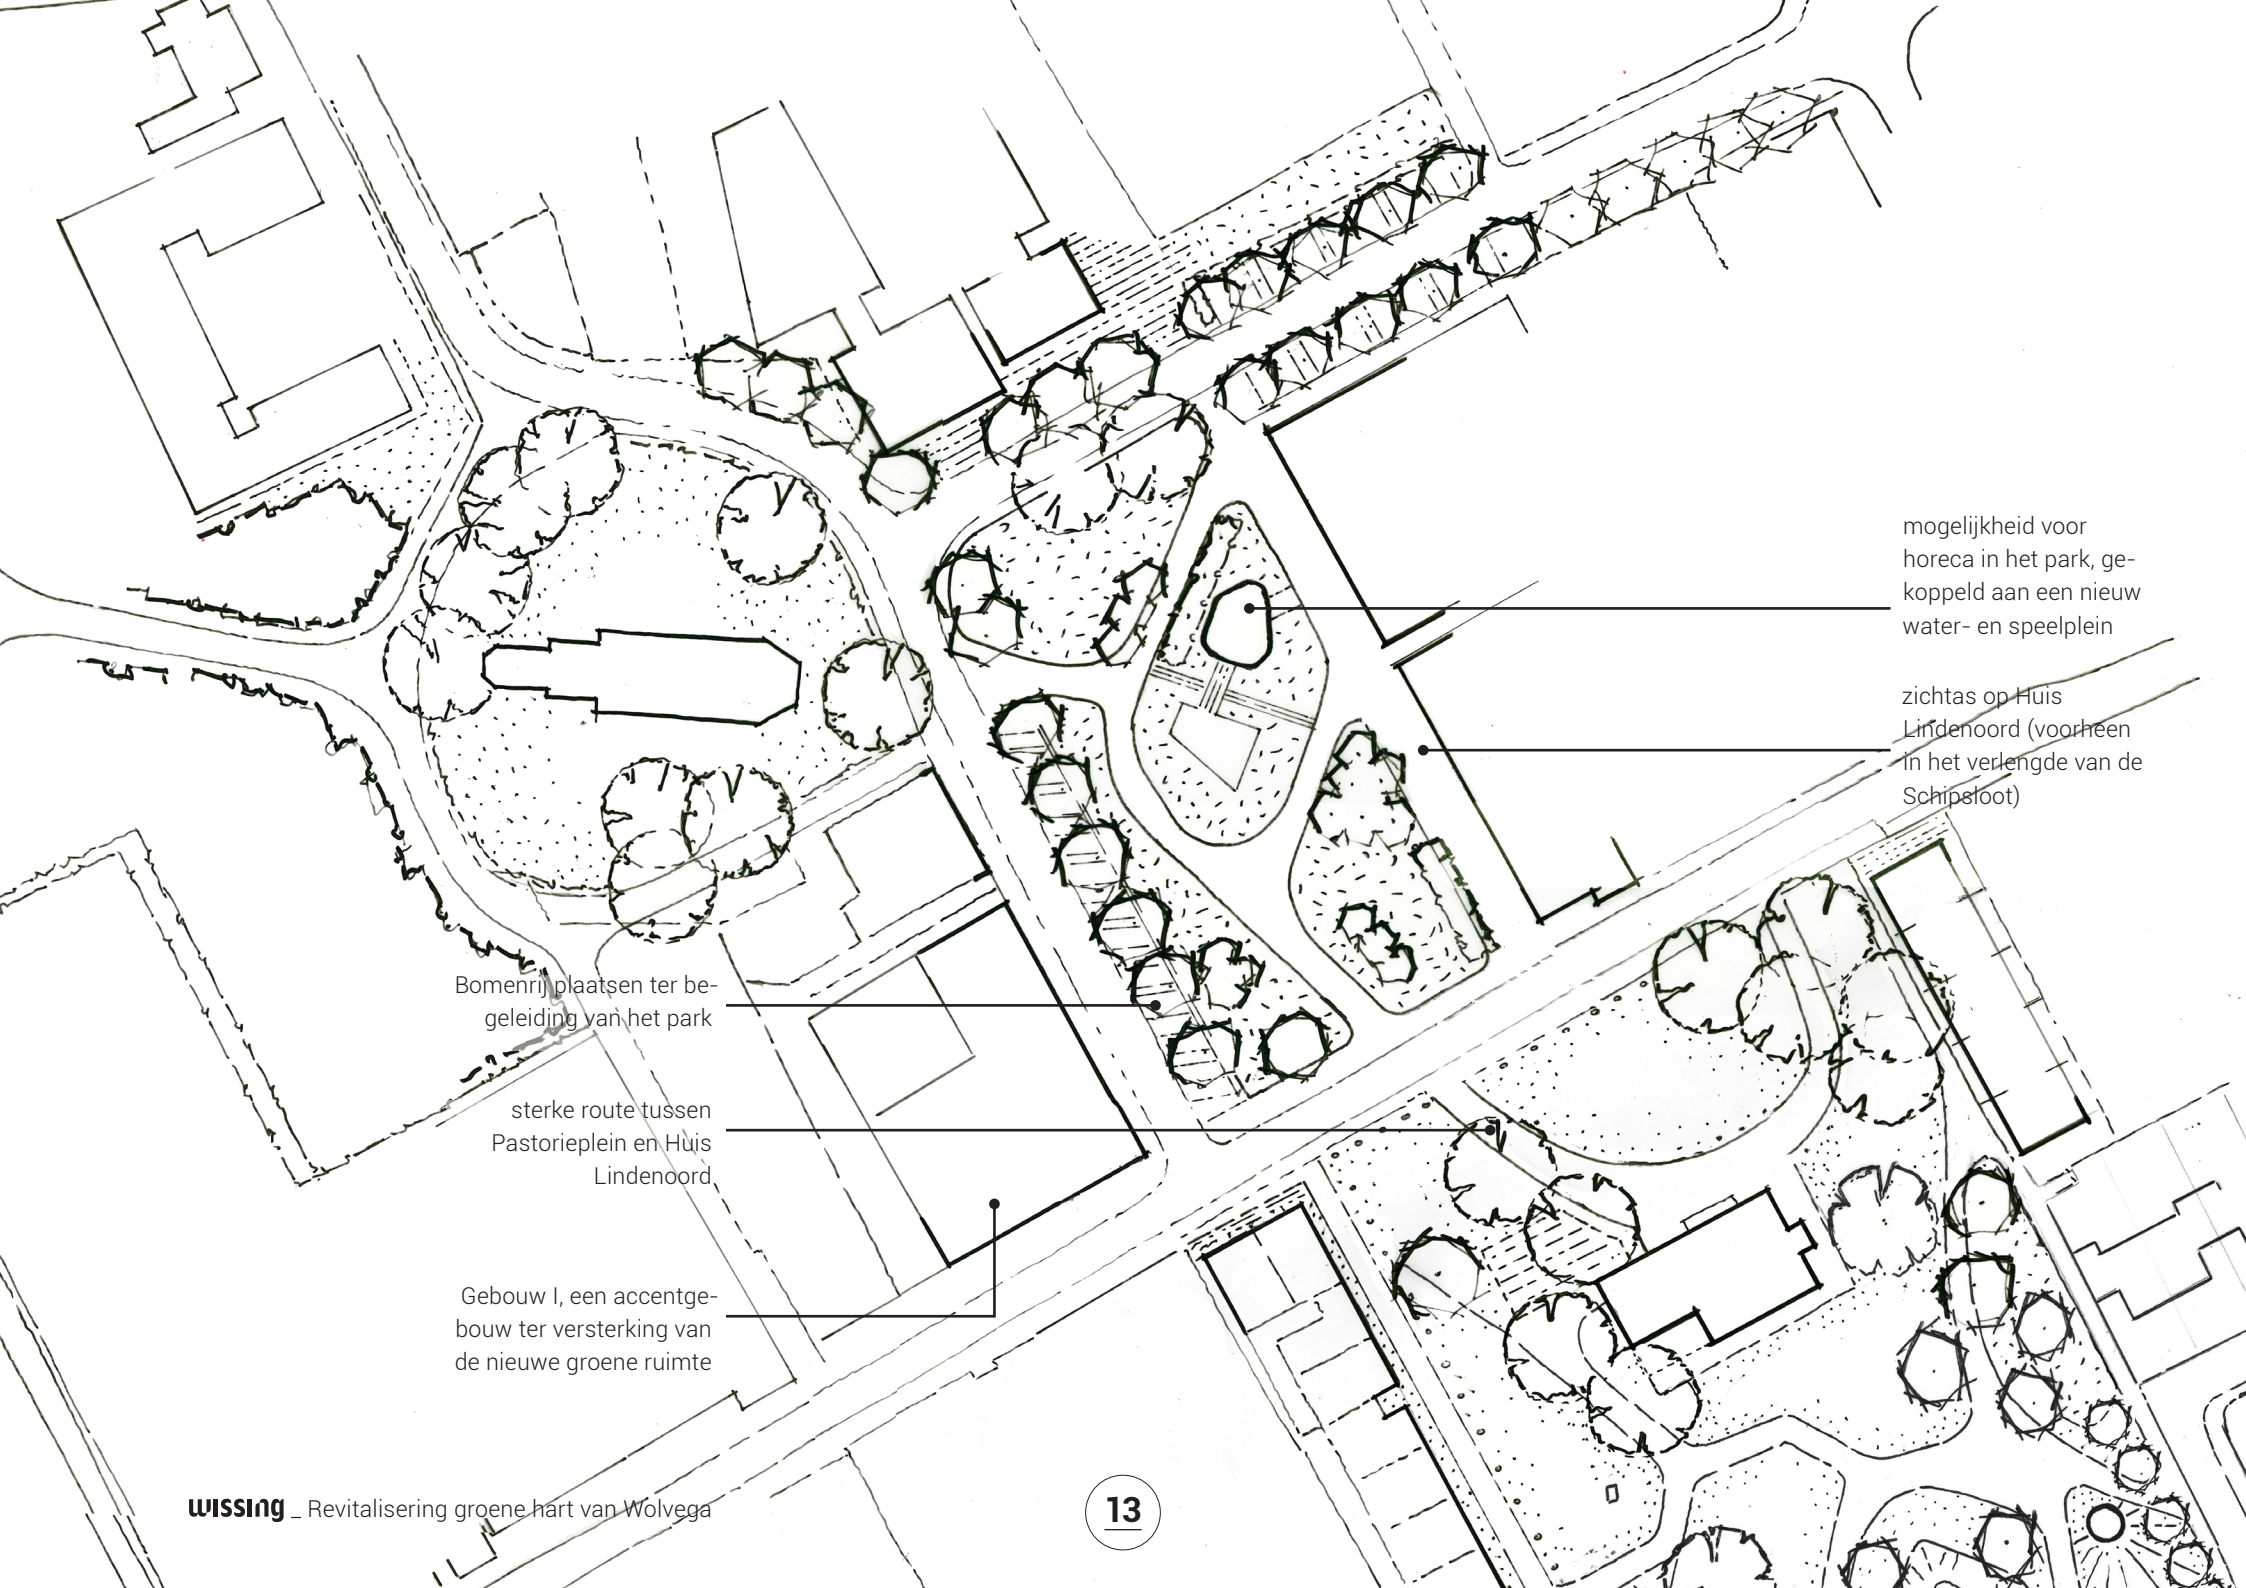 mogelijkheid voor
horeca in het park, ge-
koppeld aan een nieuw
water- en speelplein
zichtas op Huis
Lindenoord (voorheen
in het verlengde van de
Schipsloot)
Bomenrij plaatsen ter be-
geleiding van het park
sterke route tussen
Pastorieplein en Huis
Lindenoord
Gebouw I, een accentge-
bouw ter versterking van
de nieuwe groene ruimte
wissing _ Revitalisering groene hart van Wolvega
13